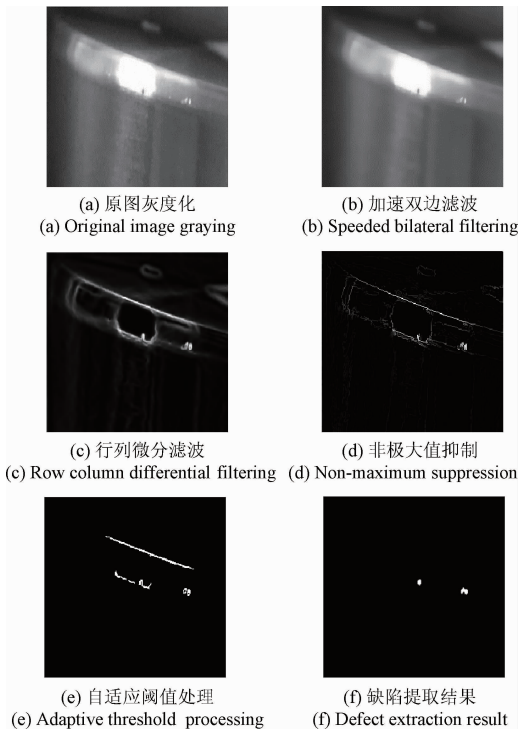 (a) 原图灰度化
(a) Original image graying
(b) 加速双边滤波
(b) Speeded bilateral filtering
(c) 行列微分滤波
(c) Row column differential filtering
(d) 非极大值抑制
(d) Non-maximum suppression
(e) 自适应阈值处理
(e) Adaptive threshold processing
(f) 缺陷提取结果
(f) Defect extraction result